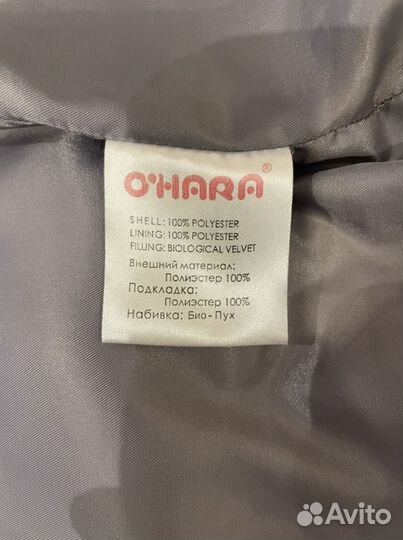 O'HARA®
SHELL: 100% POLYESTER
LINING: 100% POLYESTER
FILLING: BIOLOGICAL VELVET
Внешний материал:
Полиэстер 100%
Подкладка:
Полиэстер 100%
Набивка: Био-Пух
Avito